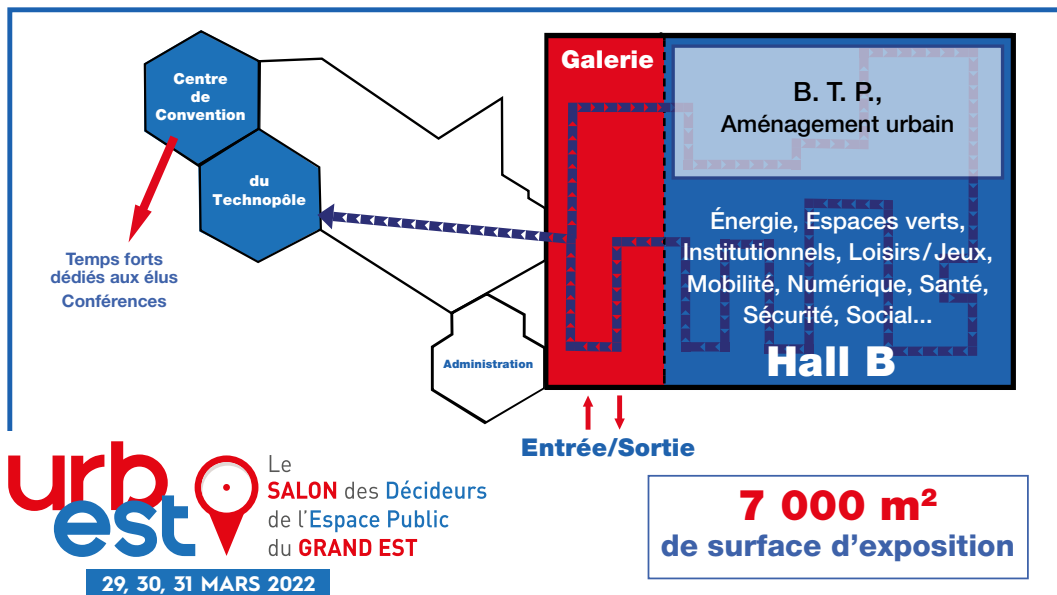 Centre
de
Convention
du
Technopôle
Temps forts
dédiés aux élus
Conférences
Administration
Galerie
B. T. P.,
Aménagement urbain
Énergie, Espaces verts,
Institutionnels, Loisirs/Jeux,
Mobilité, Numérique, Santé,
Sécurité, Social...
Hall B
Entrée/Sortie
urb
est
Le
SALON des Décideurs
de l'Espace Public
du GRAND EST
29, 30, 31 MARS 2022
7 000 m²
de surface d'exposition